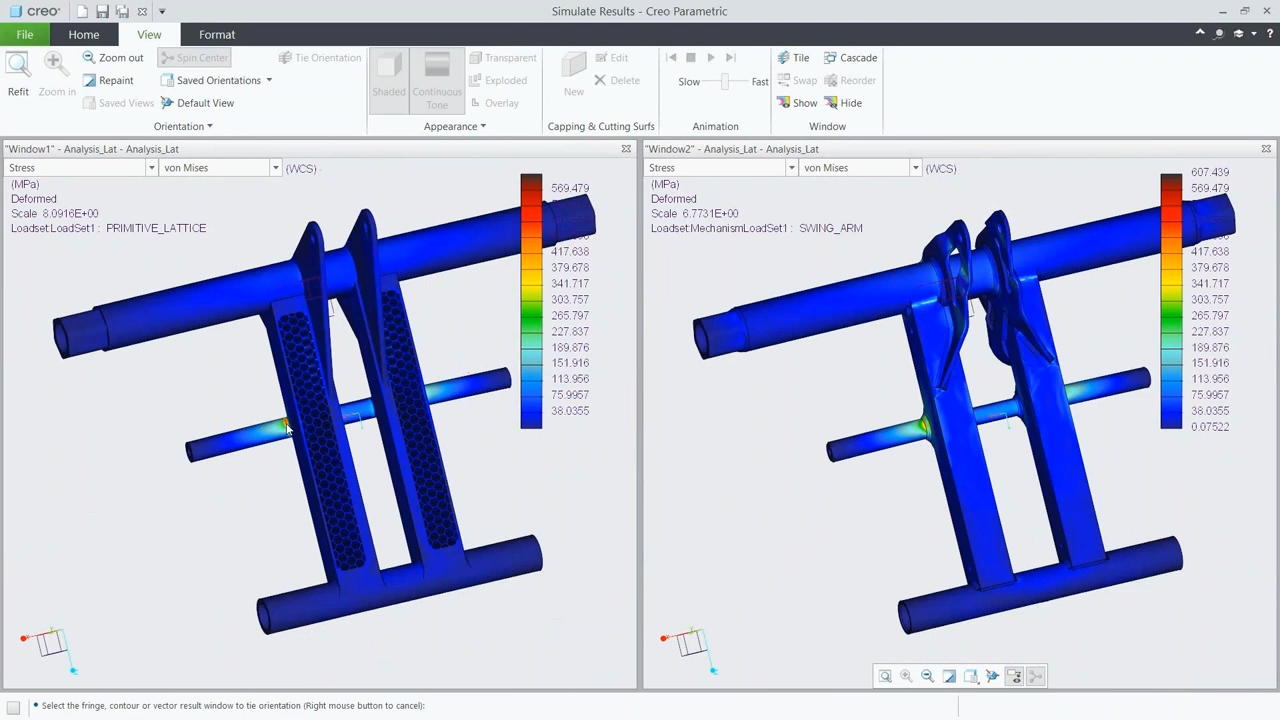 creo
Simulate Results - Creo Parametric
File Home View Format
Refit
Zoom in
Zoom out
Repaint
Saved Views
Spin Center
Saved Orientations
Default View
Tie Orientation
Orientation
Shaded
Continuous
Tone
Transparent
Exploded
Overlay
Appearance
New
Edit
Delete
Capping & Cutting Surfs
Slow Fast
Animation
Tile Cascade
Swap Reorder
Show Hide
Window
"Window1" - Analysis_Lat - Analysis_Lat
Stress von Mises (WCS)
(MPa)
Deformed
Scale 8.0916E+00
Loadset:LoadSet1 : PRIMITIVE_LATTICE
569.479
417.638
379.678
341.717
303.757
265.797
227.837
189.876
151.916
113.956
75.9957
38.0355
"Window2" - Analysis_Lat - Analysis_Lat
Stress von Mises (WCS)
(MPa)
Deformed
Scale 6.7731E+00
Loadset:MechanismLoadSet1 : SWING_ARM
607.439
569.479
417.638
379.678
341.717
303.757
265.797
227.837
189.876
151.916
113.956
75.9957
38.0355
0.07522
Select the fringe, contour or vector result window to tie orientation (Right mouse button to cancel):